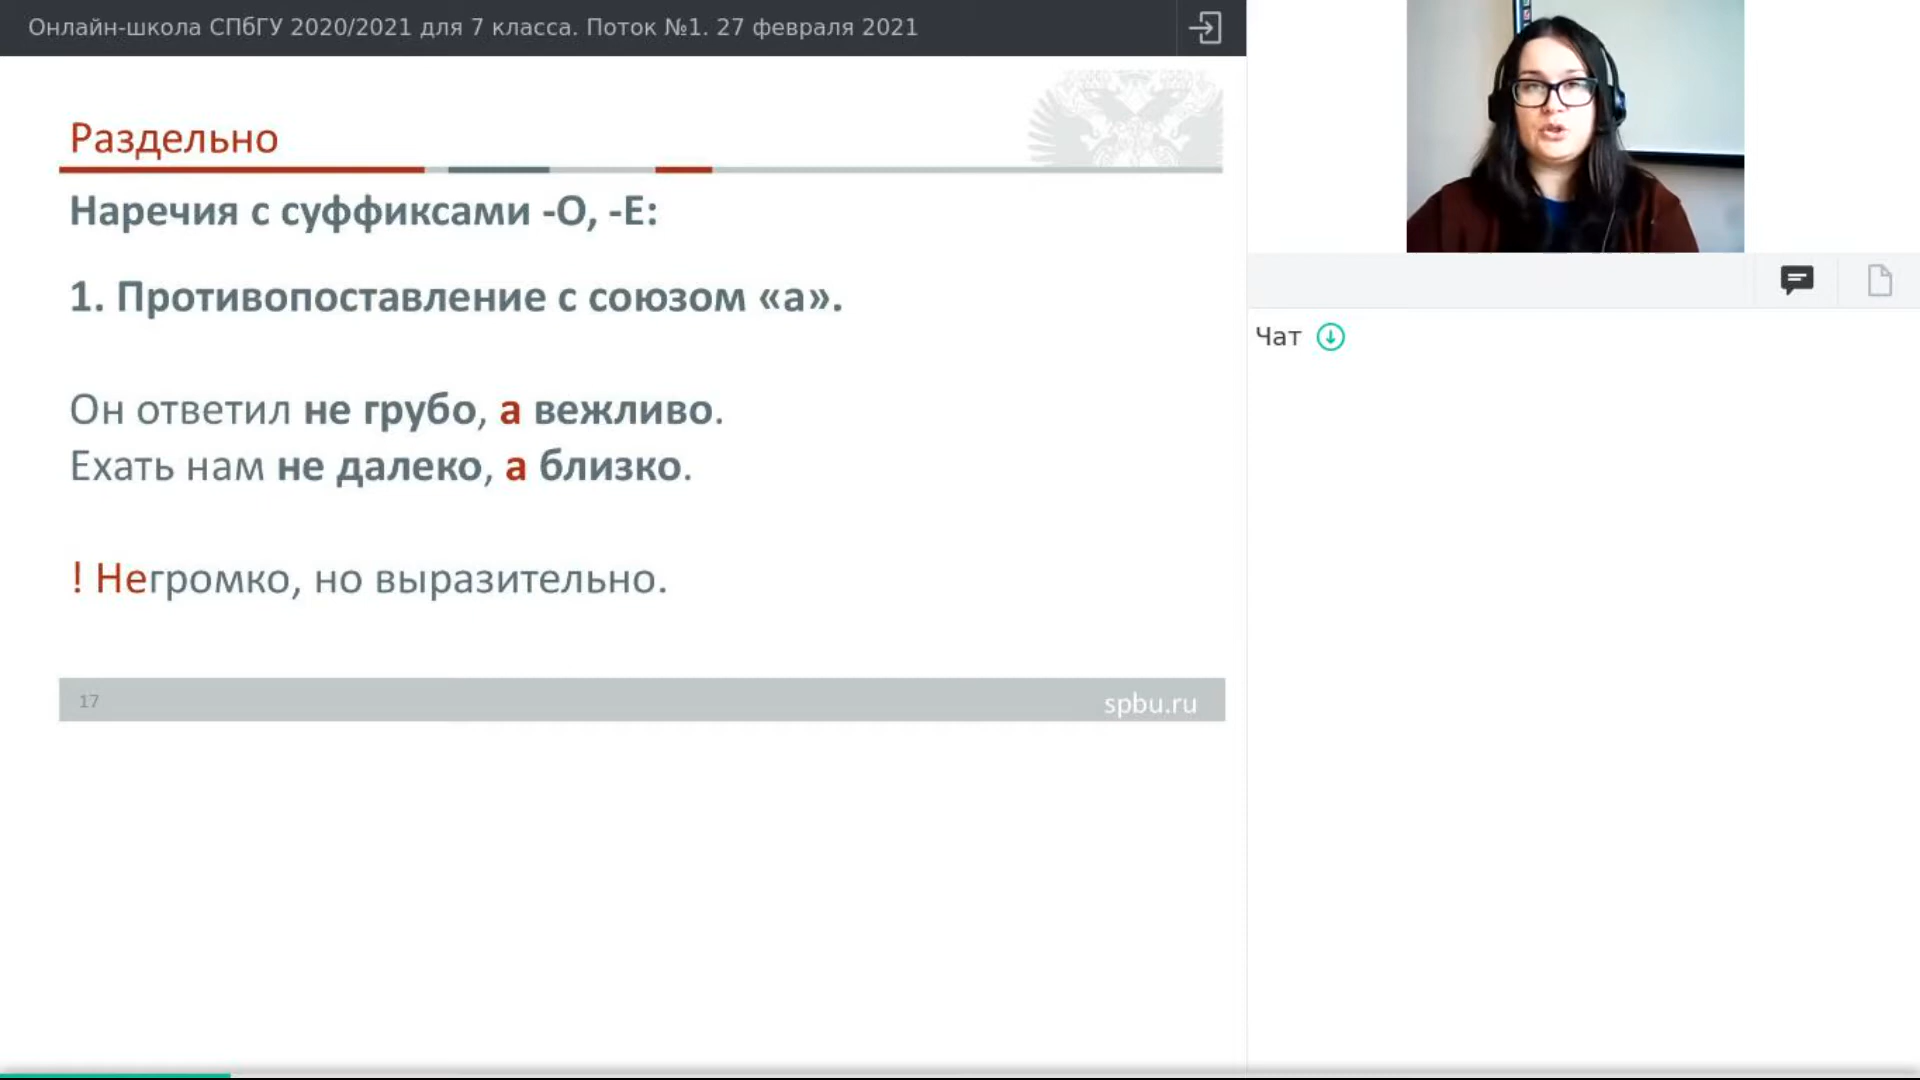 Онлайн-школа СПбГУ 2020/2021 для 7 класса. Поток №1. 27 февраля 2021
Раздельно
Наречия с суффиксами -О, -Е:
1. Противопоставление с союзом «а».
Он ответил не грубо, а вежливо.
Ехать нам не далеко, а близко.
! Негромко, но выразительно.
17
spbu.ru
Чат